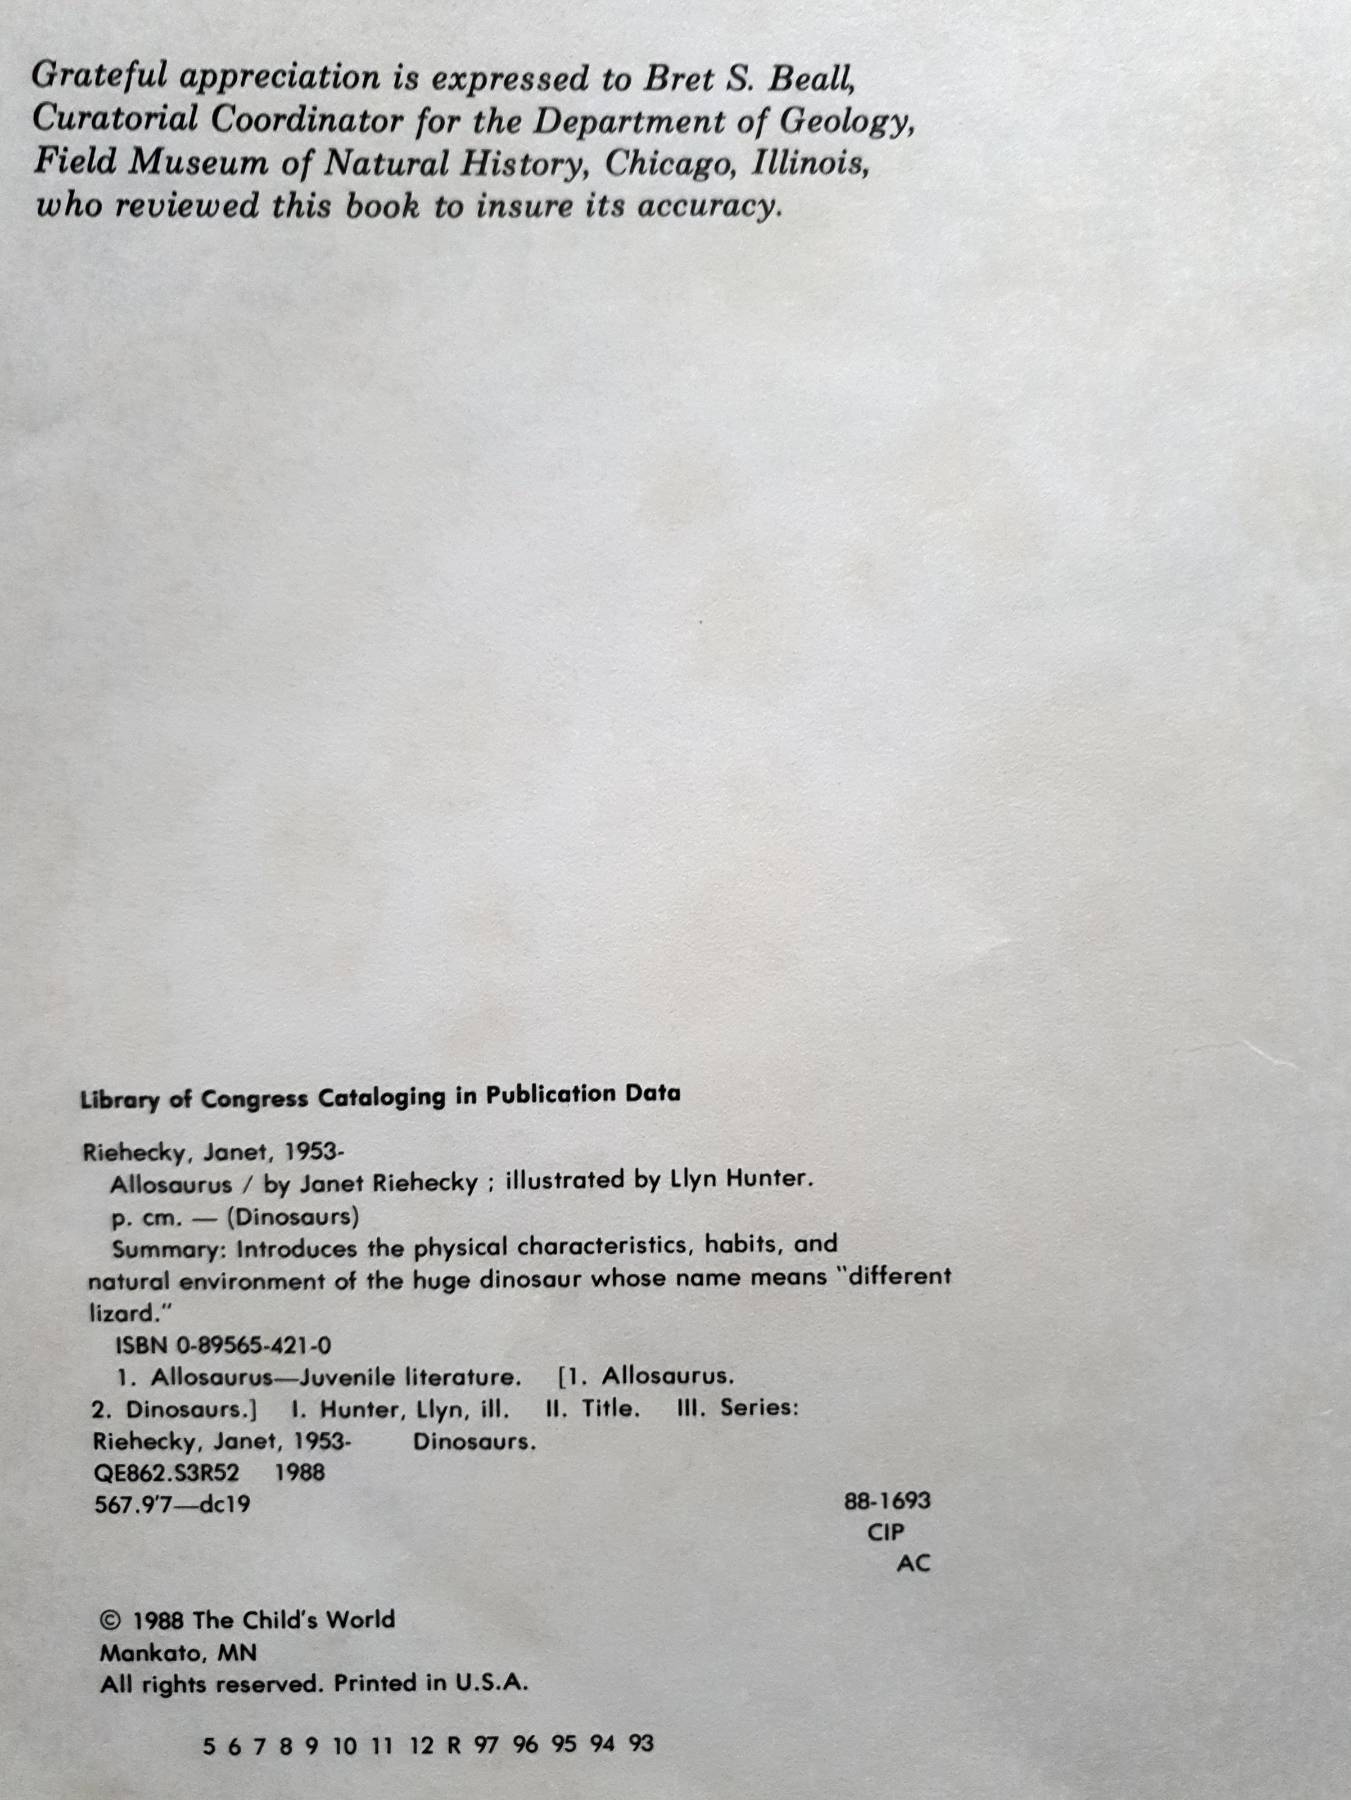 Grateful appreciation is expressed to Bret S. Beall,
Curatorial Coordinator for the Department of Geology,
Field Museum of Natural History, Chicago, Illinois,
who reviewed this book to insure its accuracy.
Library of Congress Cataloging in Publication Data
Riehecky, Janet, 1953-
Allosaurus / by Janet Riehecky ; illustrated by Llyn Hunter.
p. cm. — (Dinosaurs)
Summary: Introduces the physical characteristics, habits, and
natural environment of the huge dinosaur whose name means "different
lizard."
ISBN 0-89565-421-0
1. Allosaurus—Juvenile literature. [1. Allosaurus.
2. Dinosaurs.] I. Hunter, Llyn, ill. II. Title. III. Series:
Riehecky, Janet, 1953- Dinosaurs.
QE862.S3R52 1988
567.9'7—dc19 88-1693
CIP
AC
© 1988 The Child's World
Mankato, MN
All rights reserved. Printed in U.S.A.
5 6 7 8 9 10 11 12 R 97 96 95 94 93